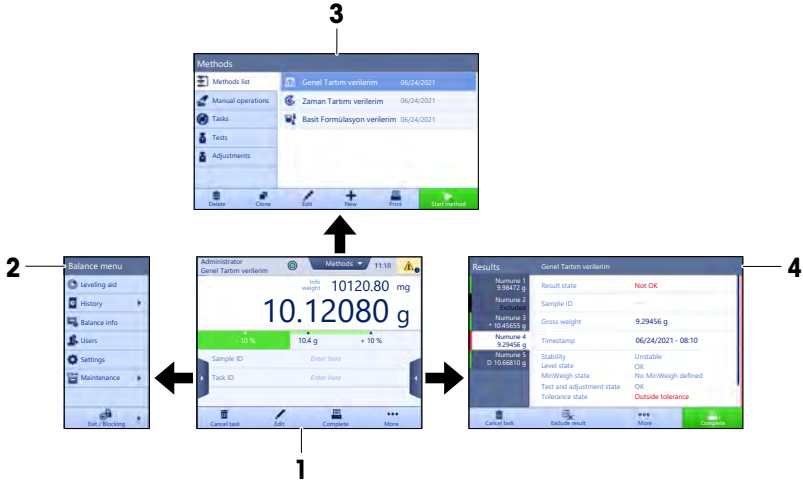 3
Methods
Methods list
Manual operations
Tasks
Tests
Adjustments
Genel Tartım verilerim 06/24/2021
Zaman Tartımı verilerim 06/24/2021
Basit Formülasyon verilerim 06/24/2021
Delete Clone Edit New Print Start method
2
Balance menu
Leveling aid
History
Balance info
Users
Settings
Maintenance
Exit / Blocking
Administrator
Genel Tartım verilerim
Methods 11:18
Info
weight 10120.80 mg
10.12080 g
- 10 % 10.4 g + 10 %
Sample ID Enter here
Task ID Enter here
Cancel task Edit Complete More
1
4
Results Genel Tartım verilerim
Numune 1
9.98472 g
Numune 2
Excluded
Numune 3
* 10.45655 g
Numune 4
9.29456 g
Numune 5
D 10.66810 g
Result state Not OK
Sample ID
Gross weight 9.29456 g
Timestamp 06/24/2021 - 08:10
Stability Unstable
Level state OK
MinWeigh state No MinWeigh defined
Test and adjustment state OK
Tolerance state Outside tolerance
Cancel task Exclude result More Complete